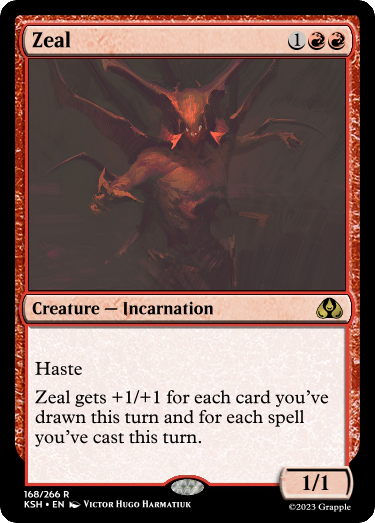 Zeal 1
Creature — Incarnation
Haste
Zeal gets +1/+1 for each card you've
drawn this turn and for each spell
you've cast this turn.
1/1
168/266 R
KSH • EN Victor Hugo Harmatiuk
©2023 Grapple